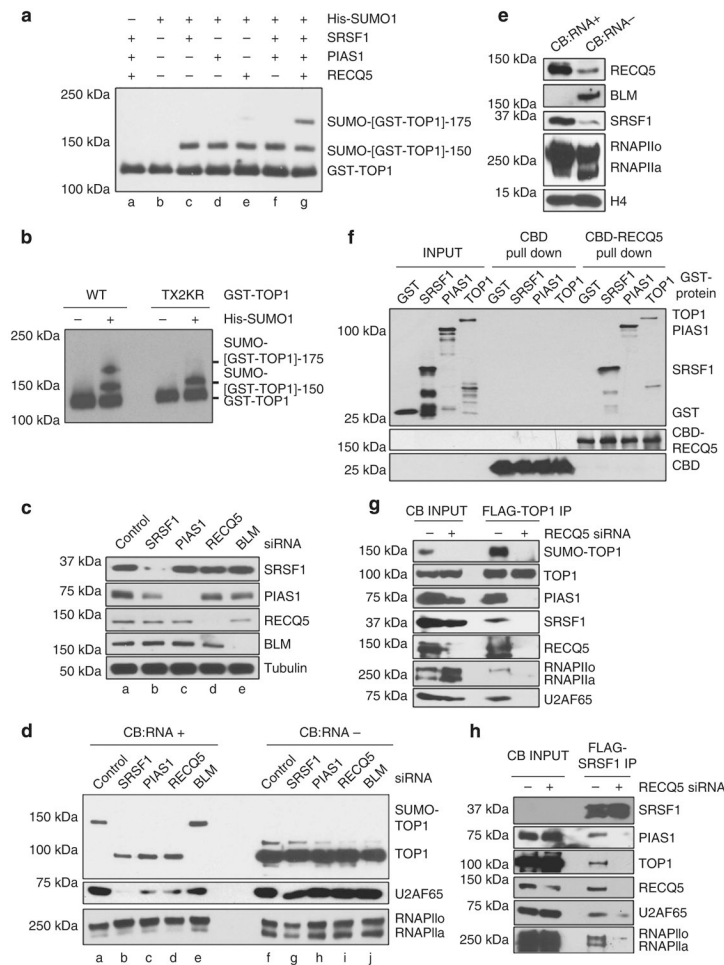 a
− + + + + + + His-SUMO1
+ − + − − + + SRSF1
+ − − + − + + PIAS1
+ − − − + − + RECQ5
250 kDa
SUMO-[GST-TOP1]-175
150 kDa
SUMO-[GST-TOP1]-150
GST-TOP1
100 kDa
a b c d e f g
b
WT TX2KR GST-TOP1
− + − + His-SUMO1
250 kDa
SUMO-
[GST-TOP1]-175
SUMO-
150 kDa
[GST-TOP1]-150
GST-TOP1
100 kDa
c
Control SRSF1 PIAS1 RECQ5 BLM siRNA
37 kDa SRSF1
75 kDa PIAS1
150 kDa RECQ5
150 kDa BLM
50 kDa Tubulin
a b c d e
d
CB:RNA + CB:RNA −
Control SRSF1 PIAS1 RECQ5 BLM Control SRSF1 PIAS1 RECQ5 BLM siRNA
150 kDa
SUMO-
TOP1
100 kDa TOP1
75 kDa U2AF65
250 kDa RNAPIIo
RNAPIIa
a b c d e f g h i j
e
CB:RNA+ CB:RNA−
150 kDa RECQ5
150 kDa BLM
37 kDa SRSF1
250 kDa RNAPIIo
RNAPIIa
15 kDa H4
f
INPUT
CBD
pull down
CBD-RECQ5
pull down
GST SRSF1 PIAS1 TOP1 GST SRSF1 PIAS1 TOP1 GST SRSF1 PIAS1 TOP1
GST-
protein
TOP1
100 kDa PIAS1
SRSF1
25 kDa GST
150 kDa CBD-
RECQ5
25 kDa CBD
g
CB INPUT FLAG-TOP1 IP
− + − + RECQ5 siRNA
150 kDa SUMO-TOP1
100 kDa TOP1
75 kDa PIAS1
37 kDa SRSF1
150 kDa RECQ5
250 kDa RNAPIIo
RNAPIIa
75 kDa U2AF65
h
CB INPUT
FLAG-
SRSF1 IP
− + − + RECQ5 siRNA
37 kDa SRSF1
75 kDa PIAS1
100 kDa TOP1
150 kDa RECQ5
75 kDa U2AF65
250 kDa RNAPIIo
RNAPIIa